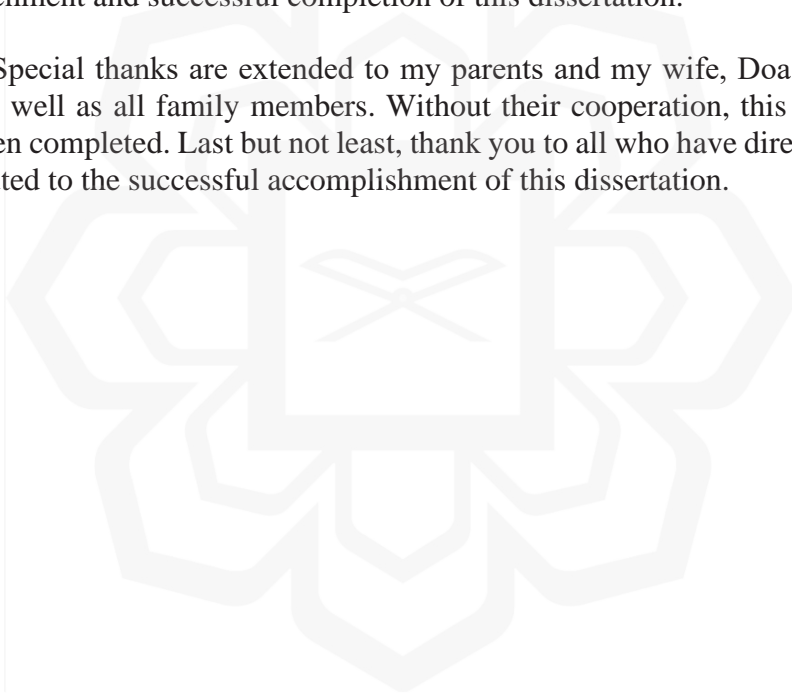 and successful completion of this dissertation.
Special thanks are extended to my parents and my wife, Doa
well as all family members. Without their cooperation, this
en completed. Last but not least, thank you to all who have dire
ted to the successful accomplishment of this dissertation.